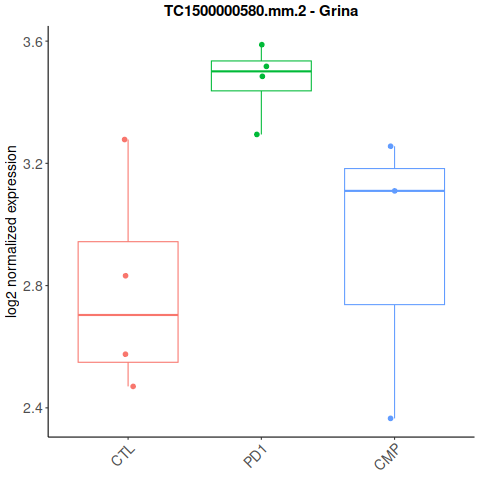 TC1500000580.mm.2 - Grina
log2 normalized expression
3.6
3.2
2.8
2.4
CTL
PD1
CMP